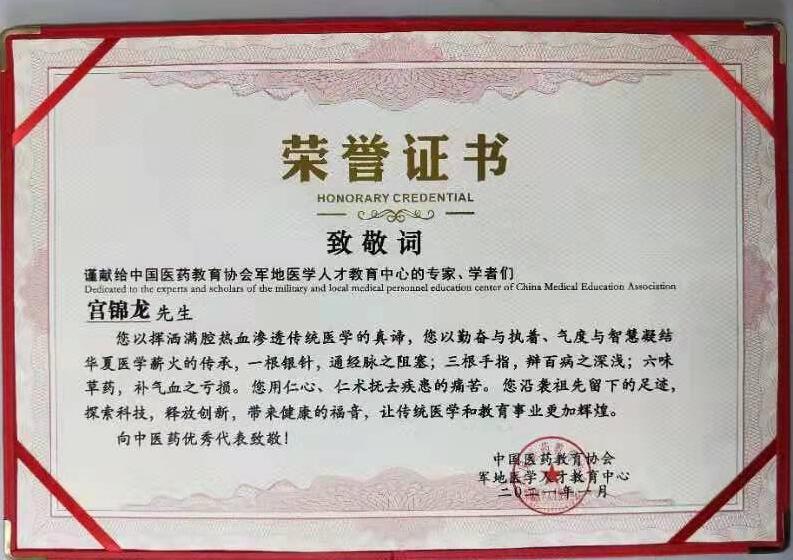 荣誉证书
HONORARY CREDENTIAL
致敬词
谨献给中国医药教育协会军地医学人才教育中心的专家、学者们
Dedicated to the experts and scholars of the military and local medical personnel education center of China Medical Education Association
宫锦龙先生
您以挥洒满腔热血渗透传统医学的真谛，您以勤奋与执着、气度与智慧凝结
华夏医学薪火的传承，一根银针，通经脉之阻塞；三根手指，辩百病之深浅；六味
草药，补气血之亏损。您用仁心、仁术抚去疾患的痛苦。您沿袭祖先留下的足迹，
探索科技，释放创新，带来健康的福音，让传统医学和教育事业更加辉煌。
向中医药优秀代表致敬！
中国医药教育协会
军地医学人才教育中心
二〇二一年一月